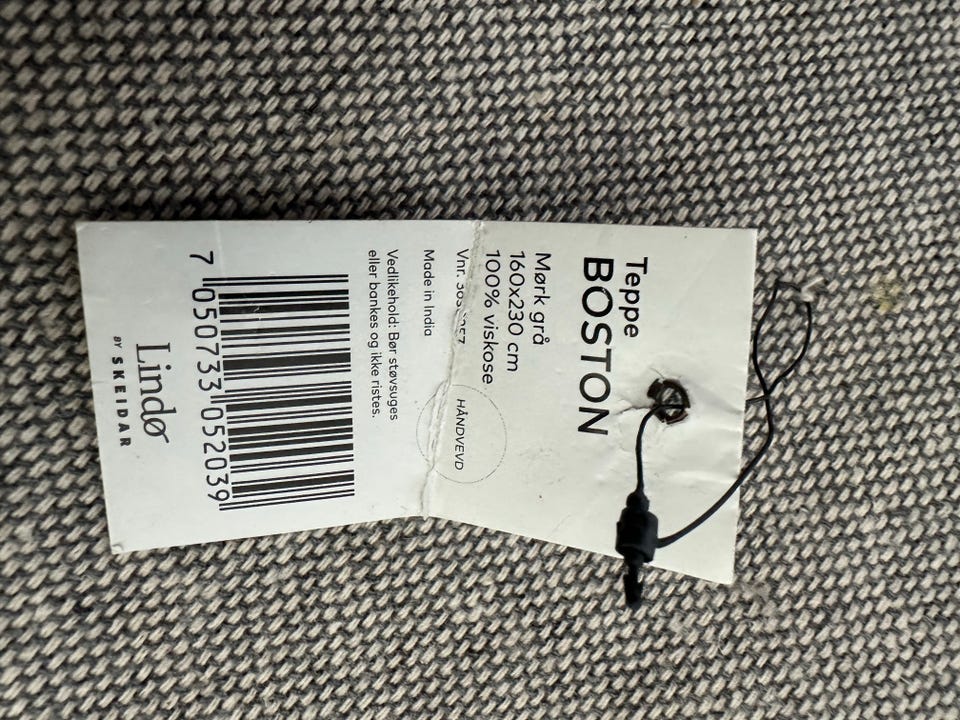 Teppe
BOSTON
Mørk grå
160x230 cm
100% viskose
Vnr.
HÅNDVEVD
Made in India
Vedlikehold: Bør støvsuges
eller bankes og ikke ristes.
7 050733 052039
Lindø
BY SKEIDAR